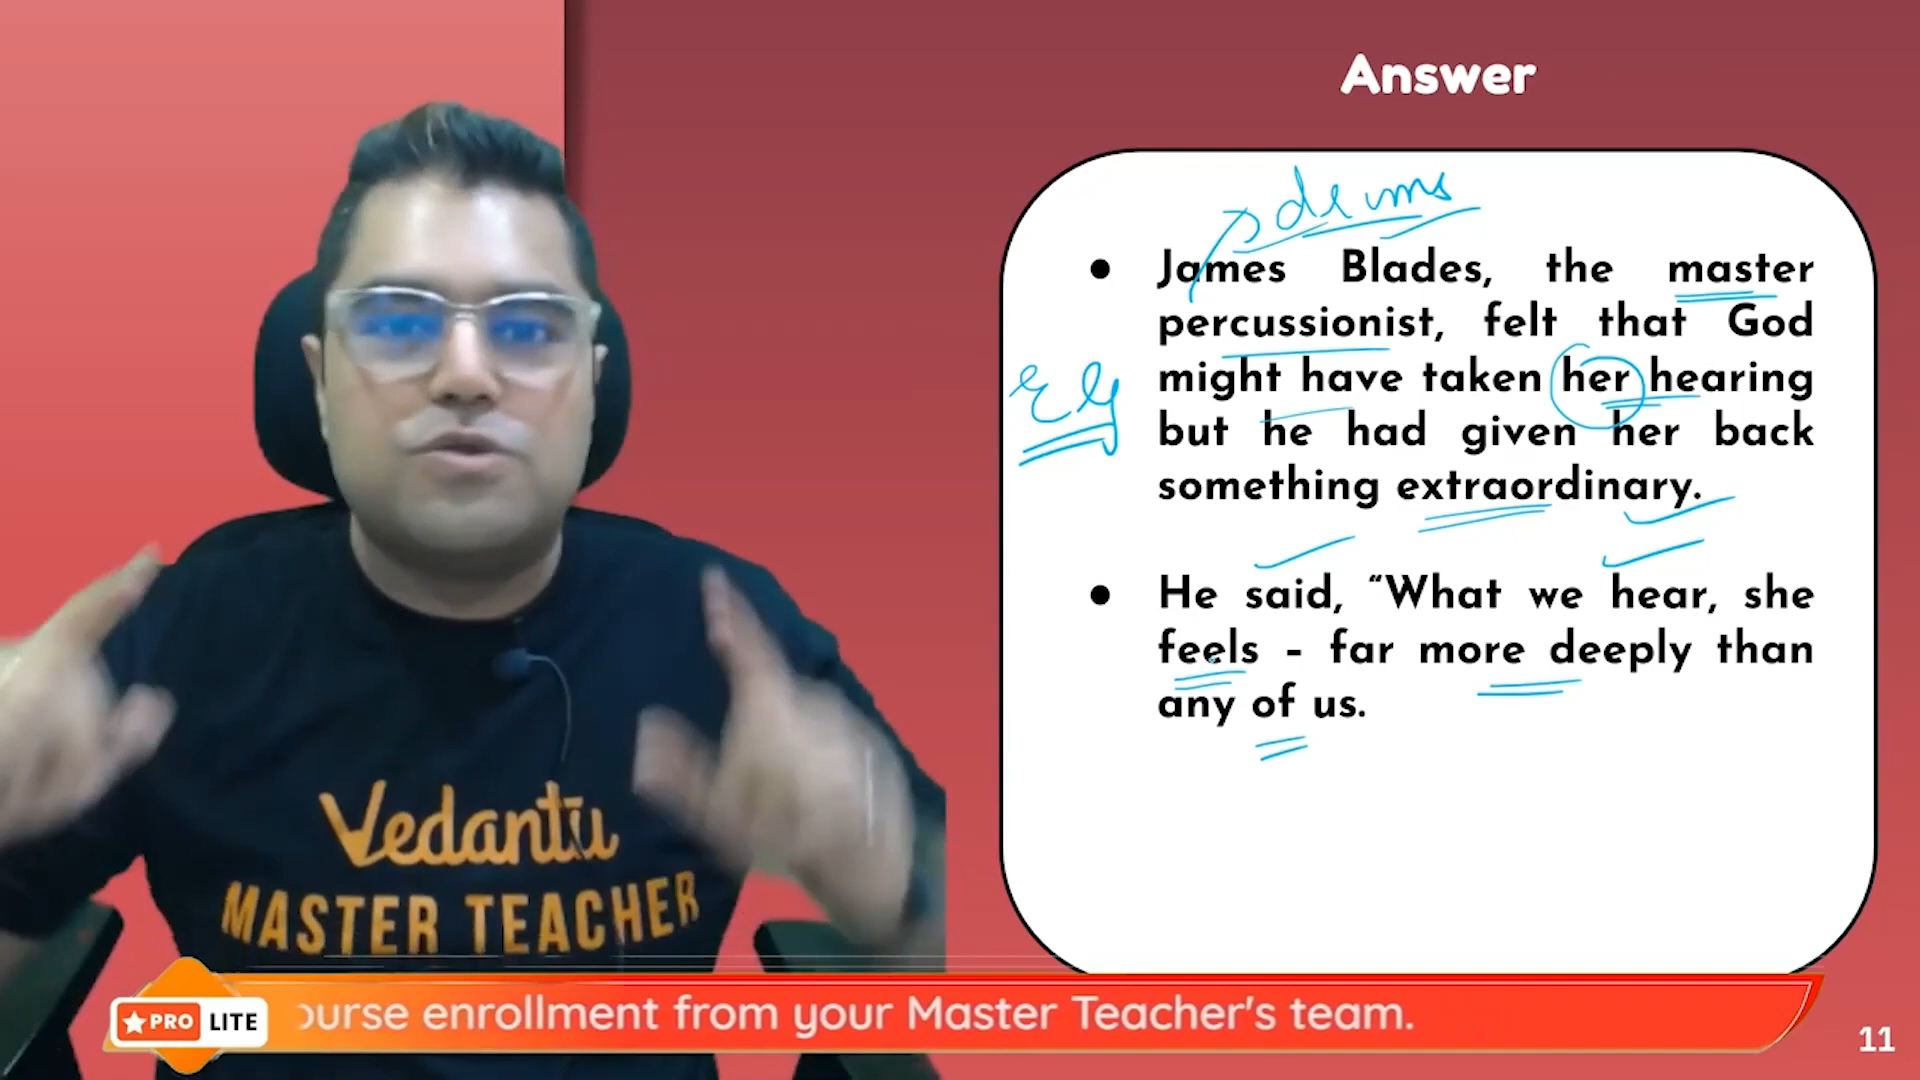 Answer
drums
● James Blades, the master
percussionist, felt that God
might have taken her hearing
but he had given her back
something extraordinary.
EG
● He said, “What we hear, she
feels - far more deeply than
any of us.
Vedantu
MASTER TEACHER
PRO LITE
ourse enrollment from your Master Teacher's team.
11